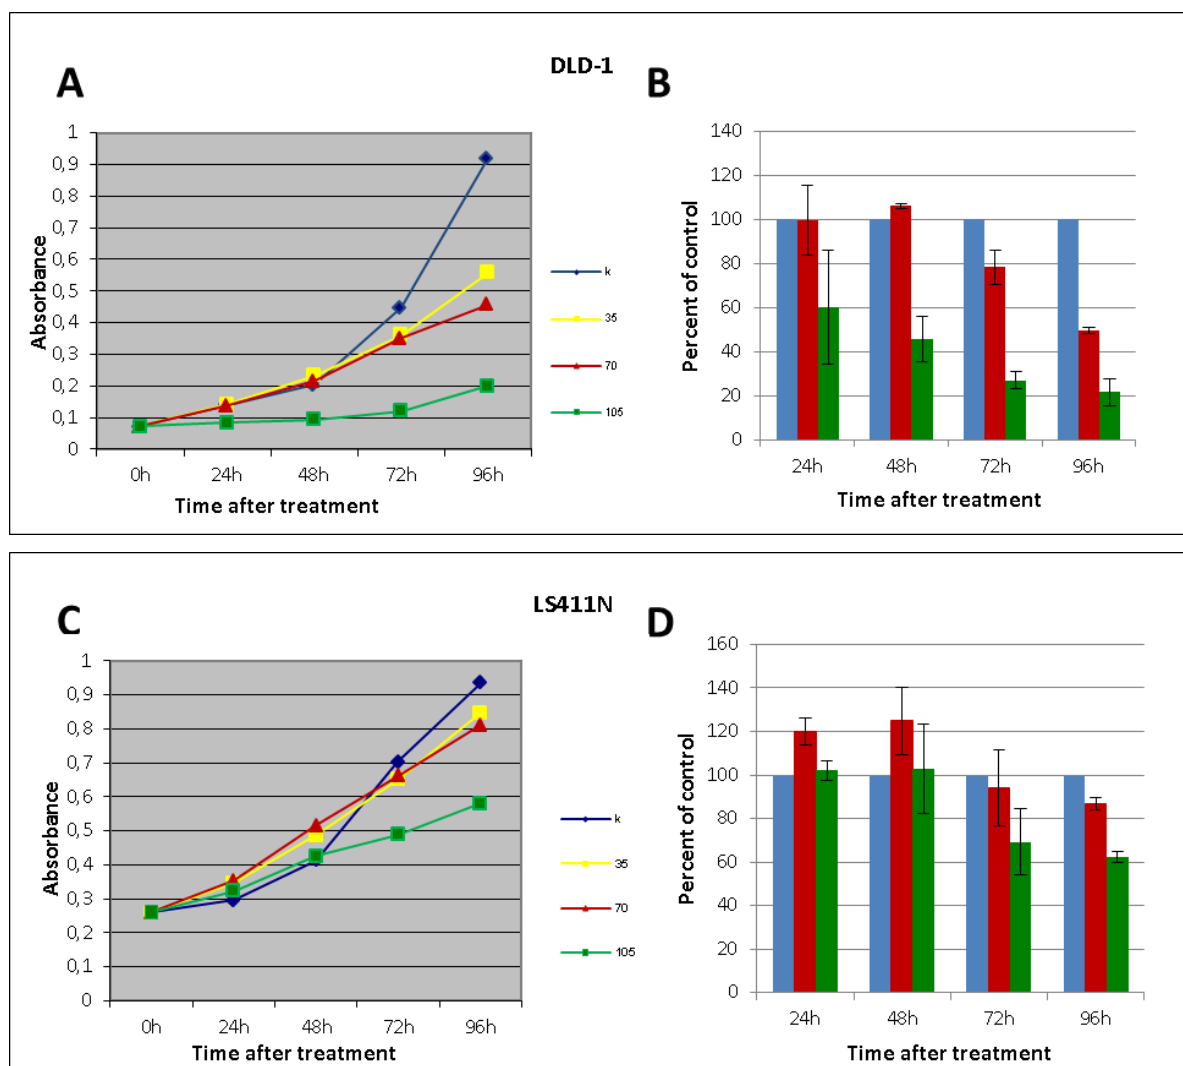 DLD-1
A
1
0,9
0,8
0,7
0,6
0,5
0,4
0,3
0,2
0,1
0
Absorbance
0h 24h 48h 72h 96h
Time after treatment
k
35
70
105
B
140
120
100
80
60
40
20
0
Percent of control
24h 48h 72h 96h
Time after treatment
LS411N
C
1
0,9
0,8
0,7
0,6
0,5
0,4
0,3
0,2
0,1
0
Absorbance
0h 24h 48h 72h 96h
Time after treatment
k
35
70
105
D
160
140
120
100
80
60
40
20
0
Percent of control
24h 48h 72h 96h
Time after treatment